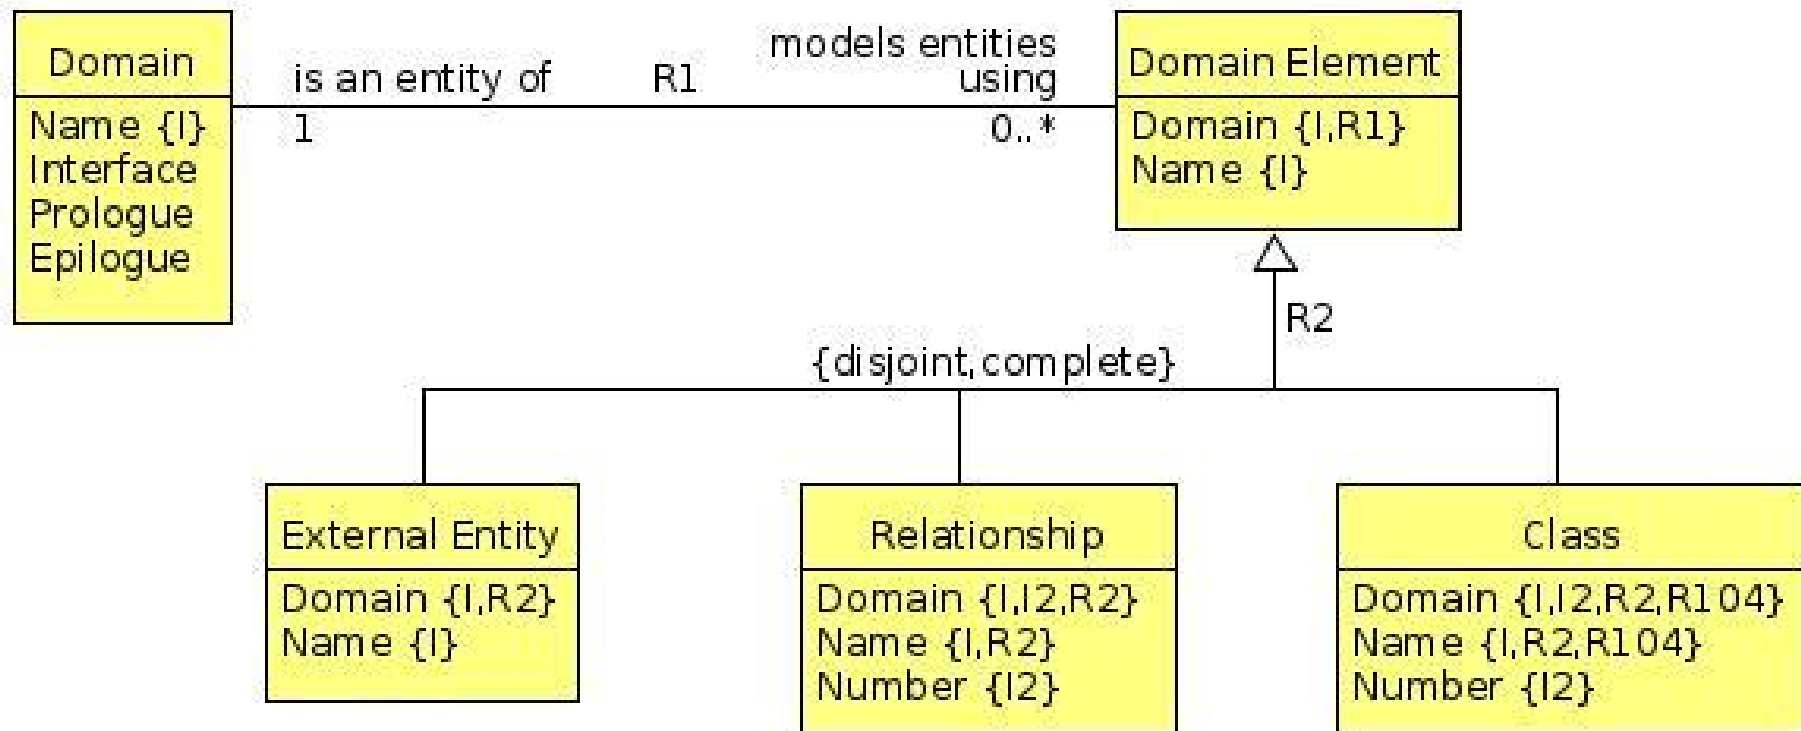 Domain
Name {I}
Interface
Prologue
Epilogue
is an entity of
R1
models entities
using
1
0..*
Domain Element
Domain {I,R1}
Name {I}
R2
{disjoint,complete}
External Entity
Domain {I,R2}
Name {I}
Relationship
Domain {I,I2,R2}
Name {I,R2}
Number {I2}
Class
Domain {I,I2,R2,R104}
Name {I,R2,R104}
Number {I2}